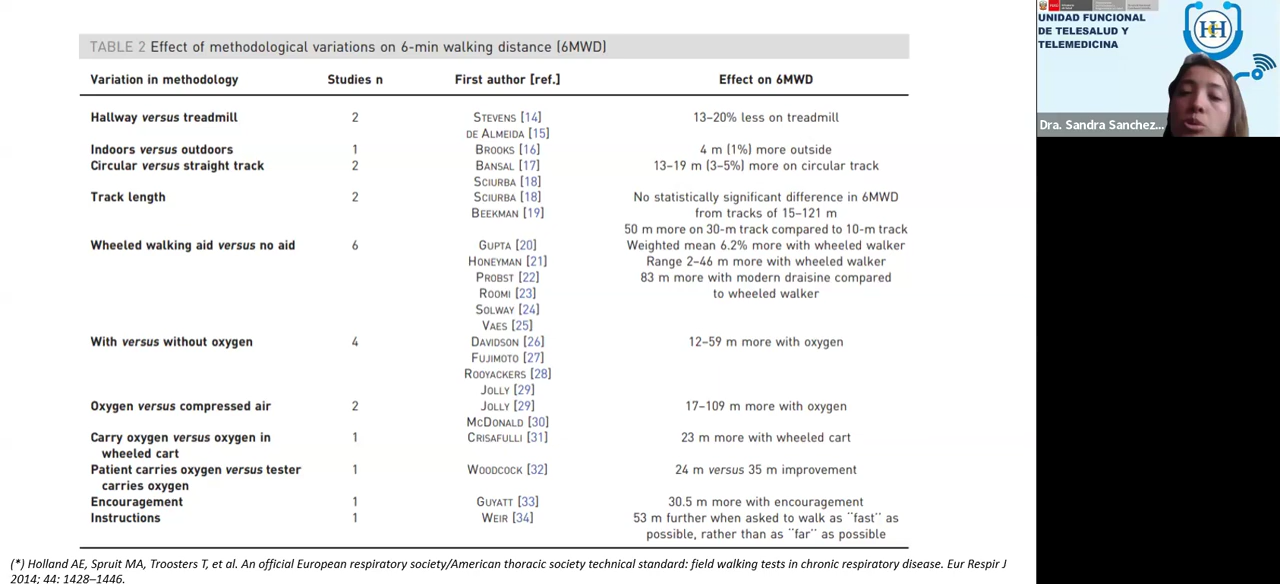 TABLE 2 Effect of methodological variations on 6-min walking distance (6MWD)
Variation in methodology Studies n First author [ref.] Effect on 6MWD
Hallway versus treadmill 2 STEVENS [14] 13–20% less on treadmill
DE ALMEIDA [15]
Indoors versus outdoors 1 BROOKS [16] 4 m (1%) more outside
Circular versus straight track 2 BANSAL [17] 13–19 m (3–5%) more on circular track
SCIURBA [18]
Track length 2 SCIURBA [18] No statistically significant difference in 6MWD
BEEKMAN [19] from tracks of 15–121 m
50 m more on 30-m track compared to 10-m track
Wheeled walking aid versus no aid 6 GUPTA [20] Weighted mean 6.2% more with wheeled walker
HONEYMAN [21] Range 2–46 m more with wheeled walker
PROBST [22] 83 m more with modern draisine compared
ROOMI [23] to wheeled walker
SOLWAY [24]
VAES [25]
With versus without oxygen 4 DAVIDSON [26] 12–59 m more with oxygen
FUJIMOTO [27]
ROOYACKERS [28]
JOLLY [29]
Oxygen versus compressed air 2 JOLLY [29] 17–109 m more with oxygen
MCDONALD [30]
Carry oxygen versus oxygen in 1 CRISAFULLI [31] 23 m more with wheeled cart
wheeled cart
Patient carries oxygen versus tester 1 WOODCOCK [32] 24 m versus 35 m improvement
carries oxygen
Encouragement 1 GUYATT [33] 30.5 m more with encouragement
Instructions 1 WEIR [34] 53 m further when asked to walk as ``fast'' as
possible, rather than as ``far'' as possible
(*) Holland AE, Spruit MA, Troosters T, et al. An official European respiratory society/American thoracic society technical standard: field walking tests in chronic respiratory disease. Eur Respir J
2014; 44: 1428–1446.
UNIDAD FUNCIONAL
DE TELESALUD Y
TELEMEDICINA
HH
Dra. Sandra Sanchez...